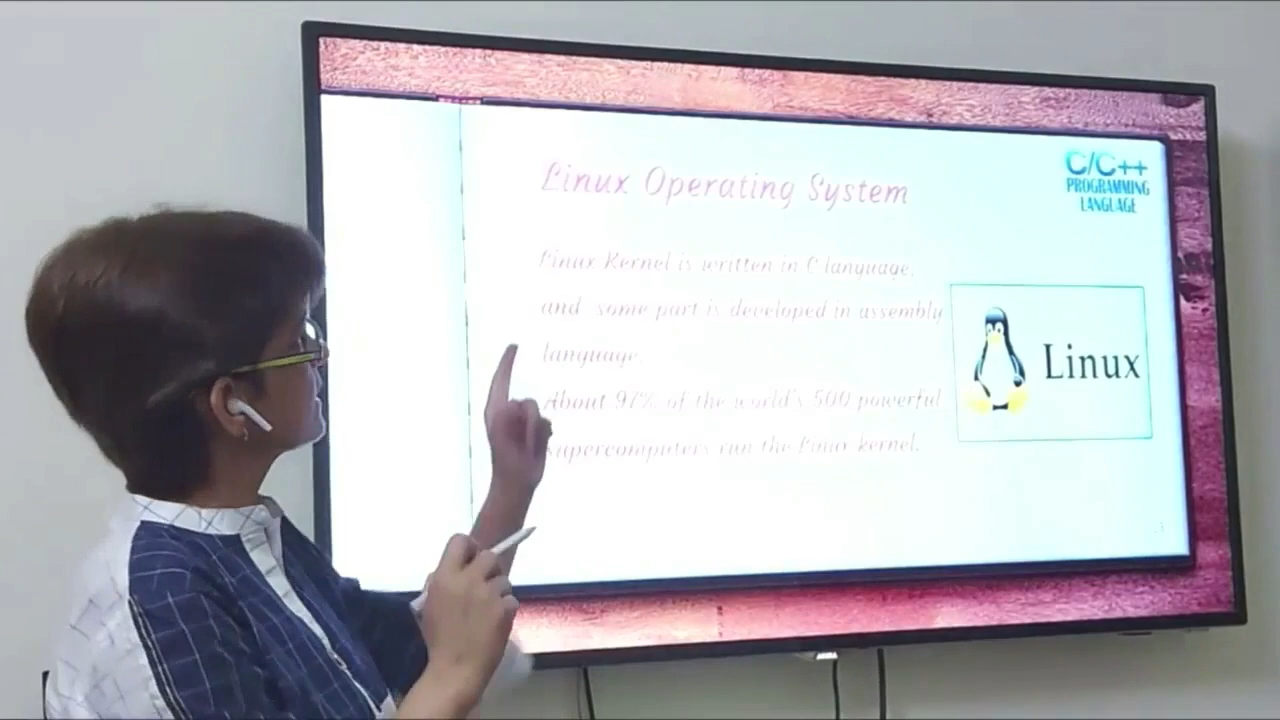 Linux Operating System
C/C++
PROGRAMMING
LANGUAGE
Linux Kernel is written in C language,
and some part is developed in assembly
language.
About 97% of the world's 500 powerful
supercomputers run the Linux kernel.
Linux